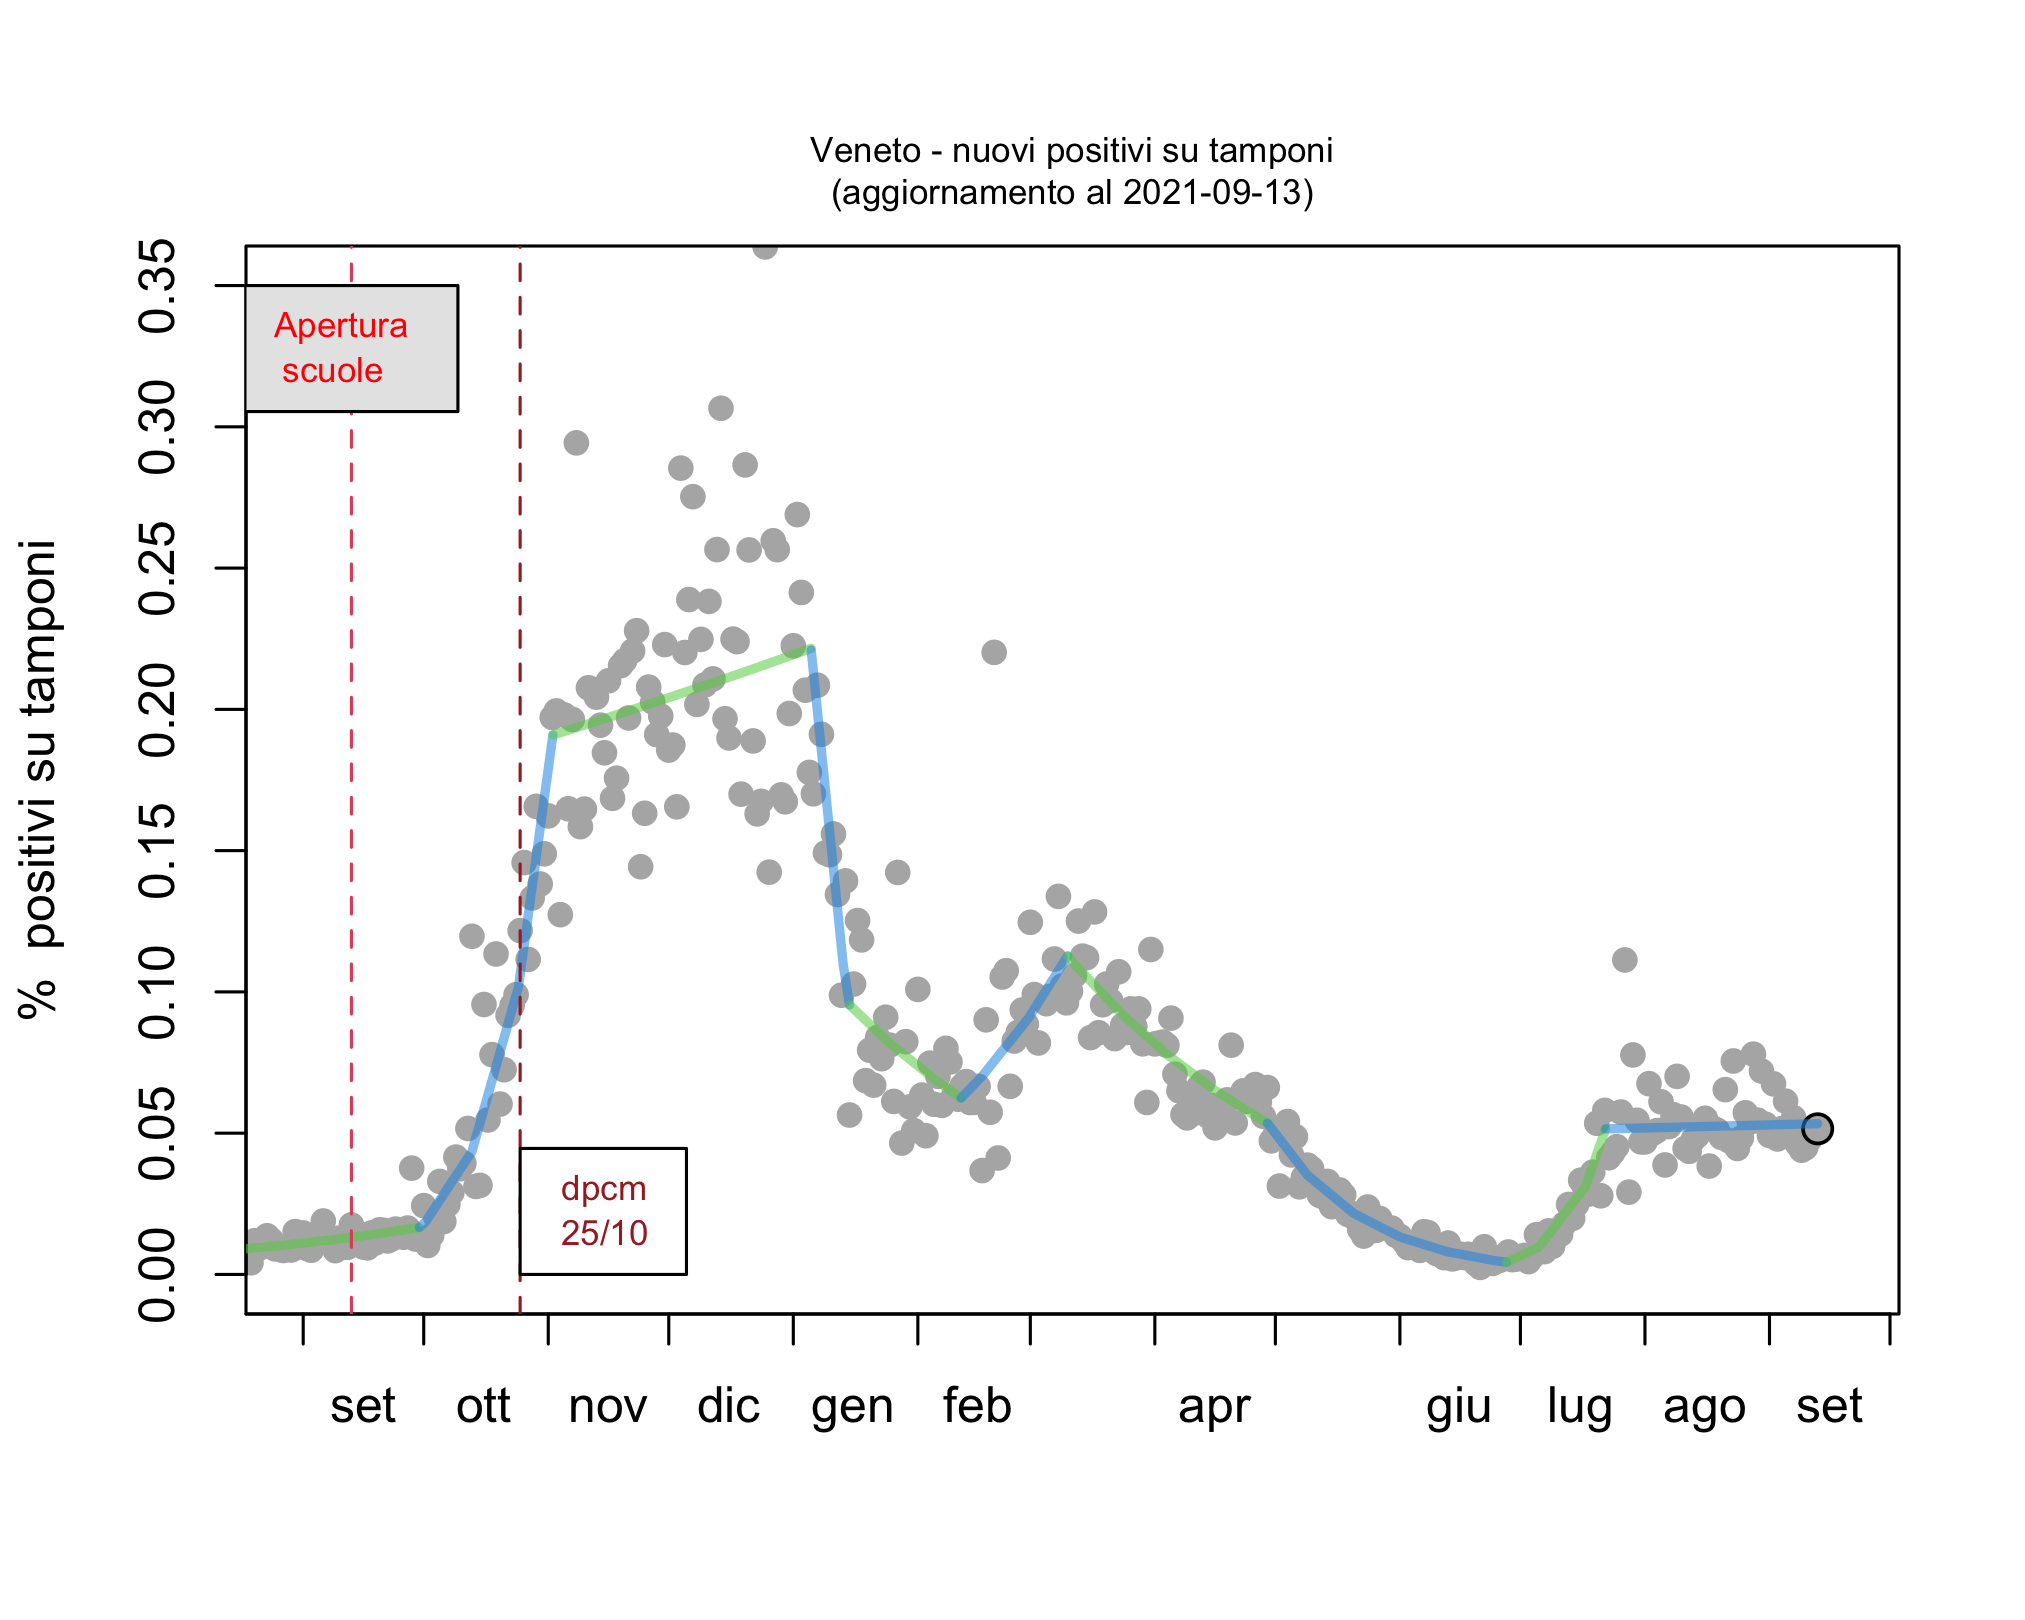 Veneto - nuovi positivi su tamponi
(aggiornamento al 2021-09-13)
% positivi su tamponi
0.35
0.30
0.25
0.20
0.15
0.10
0.05
0.00
Apertura
scuole
dpcm
25/10
set ott nov dic gen feb apr giu lug ago set